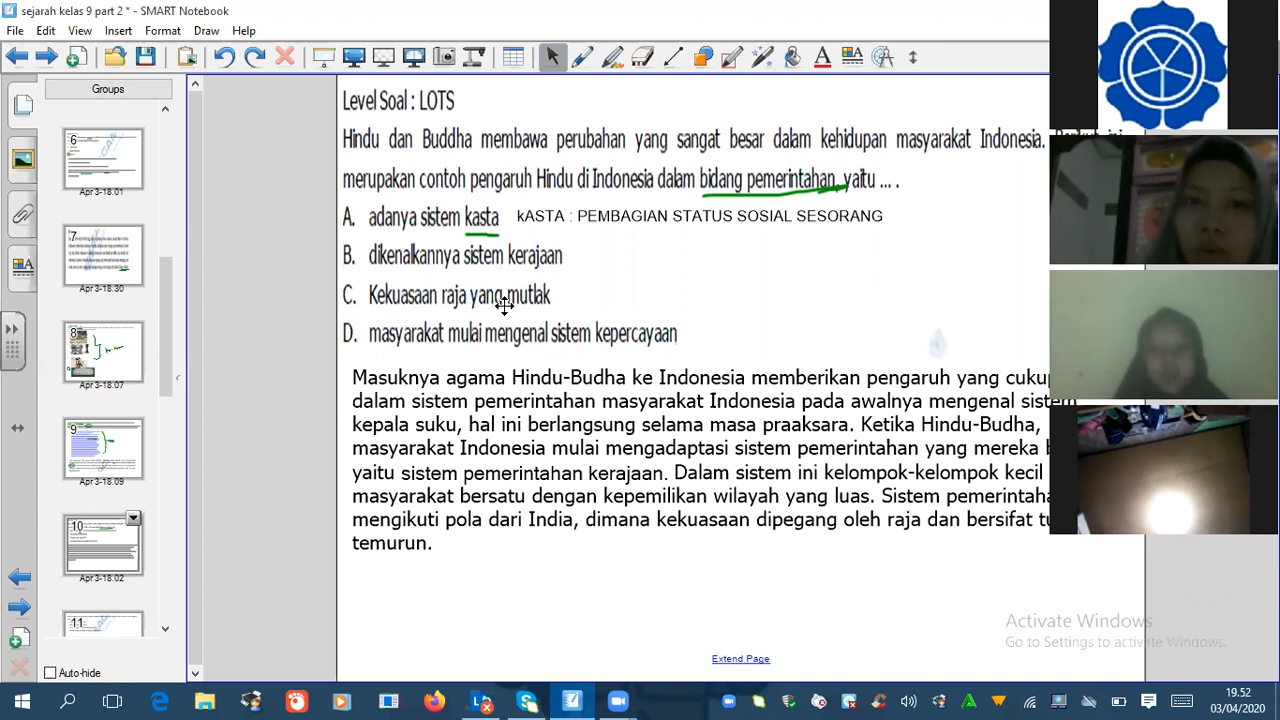 sejarah kelas 9 part 2 * - SMART Notebook
File Edit View Insert Format Draw Help
Groups
6
Apr 3-18.01
7
Apr 3-18.30
8
Apr 3-18.07
9
Apr 3-18.09
10
Apr 3-18.02
11
Auto-hide
Level Soal : LOTS
Hindu dan Buddha membawa perubahan yang sangat besar dalam kehidupan masyarakat Indonesia.
merupakan contoh pengaruh Hindu di Indonesia dalam bidang pemerintahan, yaitu ... .
A. adanya sistem kasta kASTA : PEMBAGIAN STATUS SOSIAL SESORANG
B. dikenalkannya sistem kerajaan
C. Kekuasaan raja yang mutlak
D. masyarakat mulai mengenal sistem kepercayaan
Masuknya agama Hindu-Budha ke Indonesia memberikan pengaruh yang
dalam sistem pemerintahan masyarakat Indonesia pada awalnya mengenal sistem
kepala suku, hal ini berlangsung selama masa praaksara. Ketika Hindu-Budha,
masyarakat Indonesia mulai mengadaptasi sistem pemerintahan yang mereka
yaitu sistem pemerintahan kerajaan. Dalam sistem ini kelompok-kelompok kecil
masyarakat bersatu dengan kepemilikan wilayah yang luas. Sistem
mengikuti pola dari India, dimana kekuasaan dipegang oleh raja dan bersifat
temurun.
Extend Page
Activate Windows
Go to Settings to activate Windows.
19.52
03/04/2020